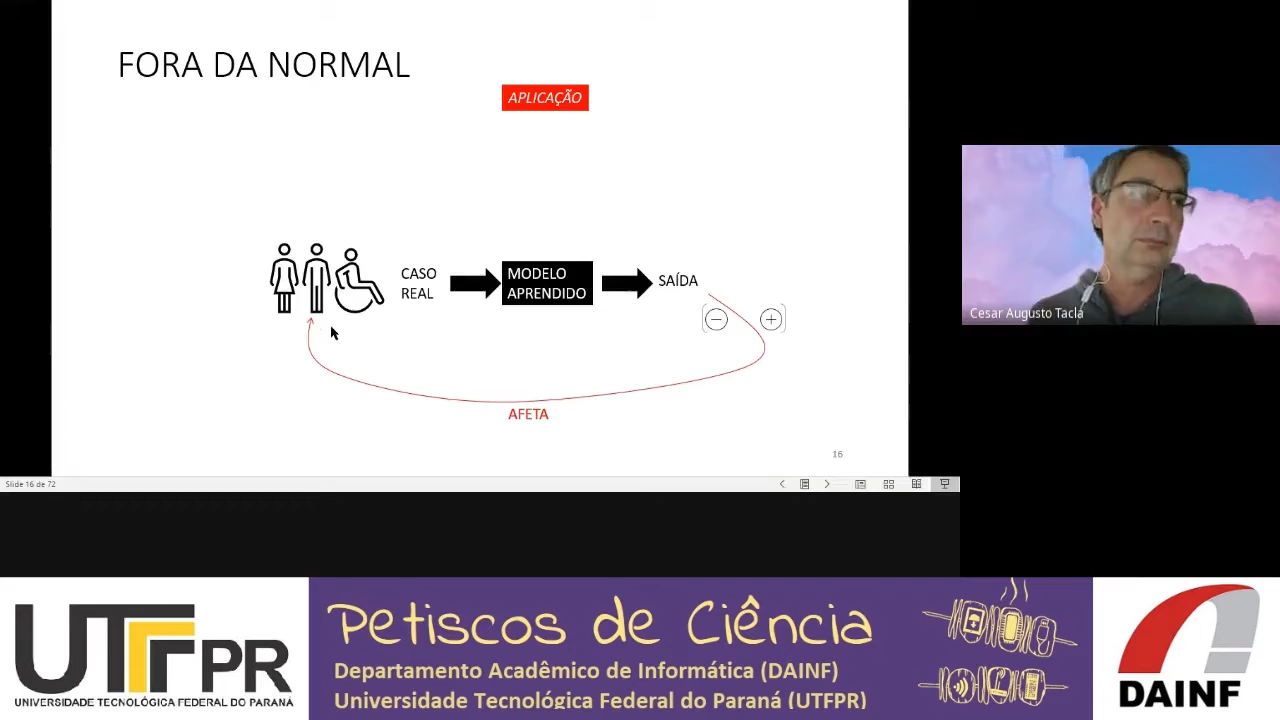 FORA DA NORMAL
APLICAÇÃO
CASO
REAL
MODELO
APRENDIDO
SAÍDA
AFETA
16
Slide 16 de 72
Cesar Augusto Tacla
UTFPR
UNIVERSIDADE TECNOLÓGICA FEDERAL DO PARANÁ
Petiscos de Ciência
Departamento Acadêmico de Informática (DAINF)
Universidade Tecnológica Federal do Paraná (UTFPR)
DAINF